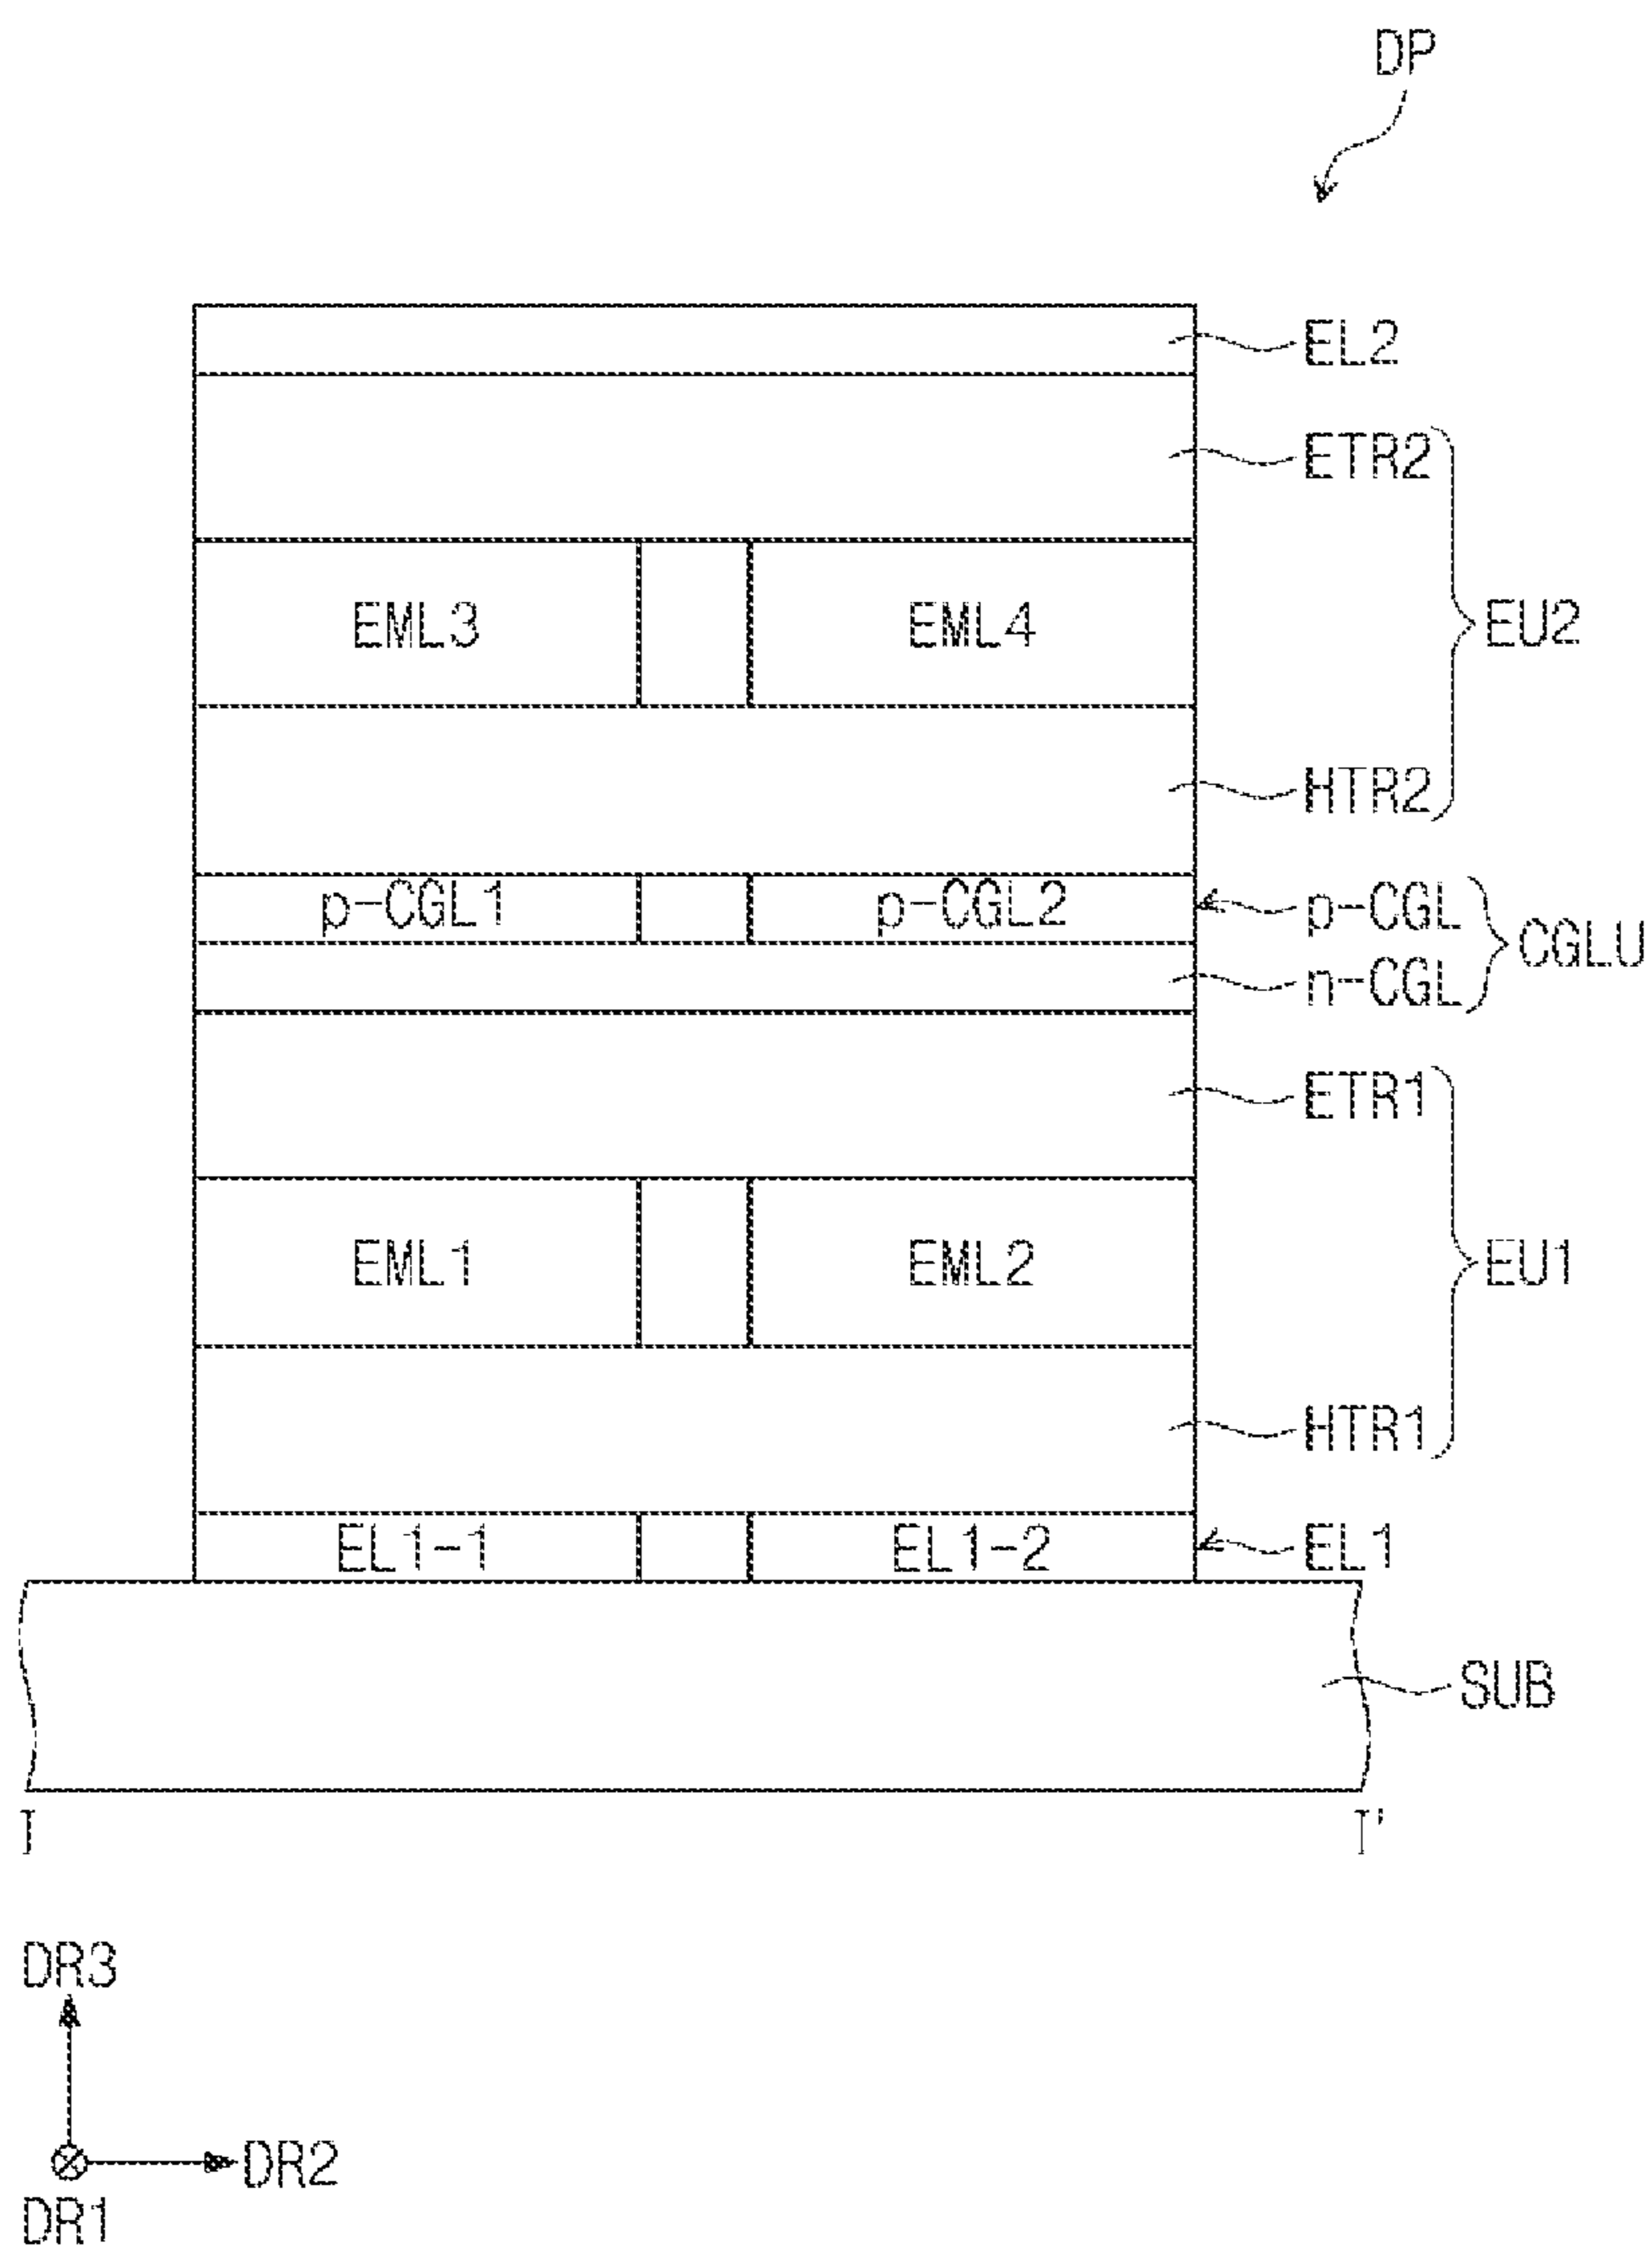 DP
EL2
ETR2
EML3 EML4 EU2
HTR2
p-CGL1 p-CGL2 p-CGL
CGLU
n-CGL
ETR1
EML1 EML2 EU1
HTR1
EL1-1 EL1-2 EL1
SUB
I I'
DR3
DR2
DR1